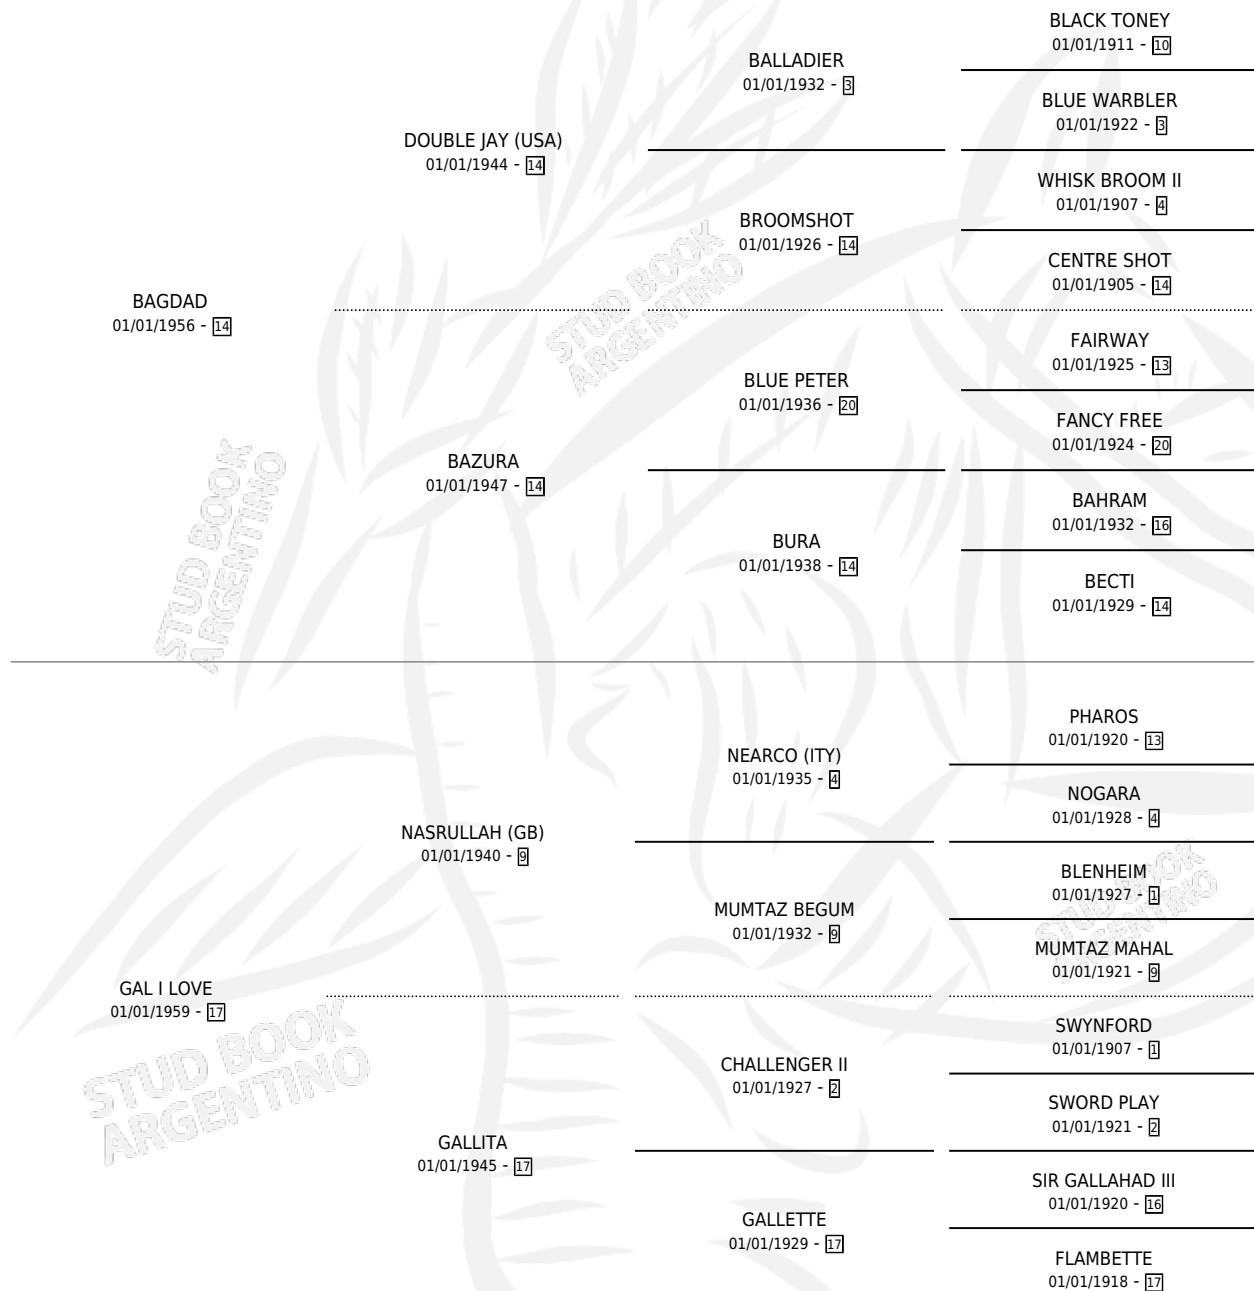 BLACK TONEY
01/01/1911 - 10
BALLADIER
01/01/1932 - 3
BLUE WARBLER
01/01/1922 - 3
DOUBLE JAY (USA)
01/01/1944 - 14
WHISK BROOM II
01/01/1907 - 4
BROOMSHOT
01/01/1926 - 14
CENTRE SHOT
01/01/1905 - 14
BAGDAD
01/01/1956 - 14
FAIRWAY
01/01/1925 - 13
BLUE PETER
01/01/1936 - 20
FANCY FREE
01/01/1924 - 20
BAZURA
01/01/1947 - 14
BAHRAM
01/01/1932 - 16
BURA
01/01/1938 - 14
BECTI
01/01/1929 - 14
PHAROS
01/01/1920 - 13
NEARCO (ITY)
01/01/1935 - 4
NOGARA
01/01/1928 - 4
NASRULLAH (GB)
01/01/1940 - 9
BLENHEIM
01/01/1927 - 1
MUMTAZ BEGUM
01/01/1932 - 9
MUMTAZ MAHAL
01/01/1921 - 9
GAL I LOVE
01/01/1959 - 17
SWYNFORD
01/01/1907 - 1
CHALLENGER II
01/01/1927 - 2
SWORD PLAY
01/01/1921 - 2
GALLITA
01/01/1945 - 17
SIR GALLAHAD III
01/01/1920 - 16
GALLETTE
01/01/1929 - 17
FLAMBETTE
01/01/1918 - 17
STUD BOOK
ARGENTINO
STUD BOOK
ARGENTINO
STUD BOOK
ARGENTINO
STUD BOOK
ARGENTINO